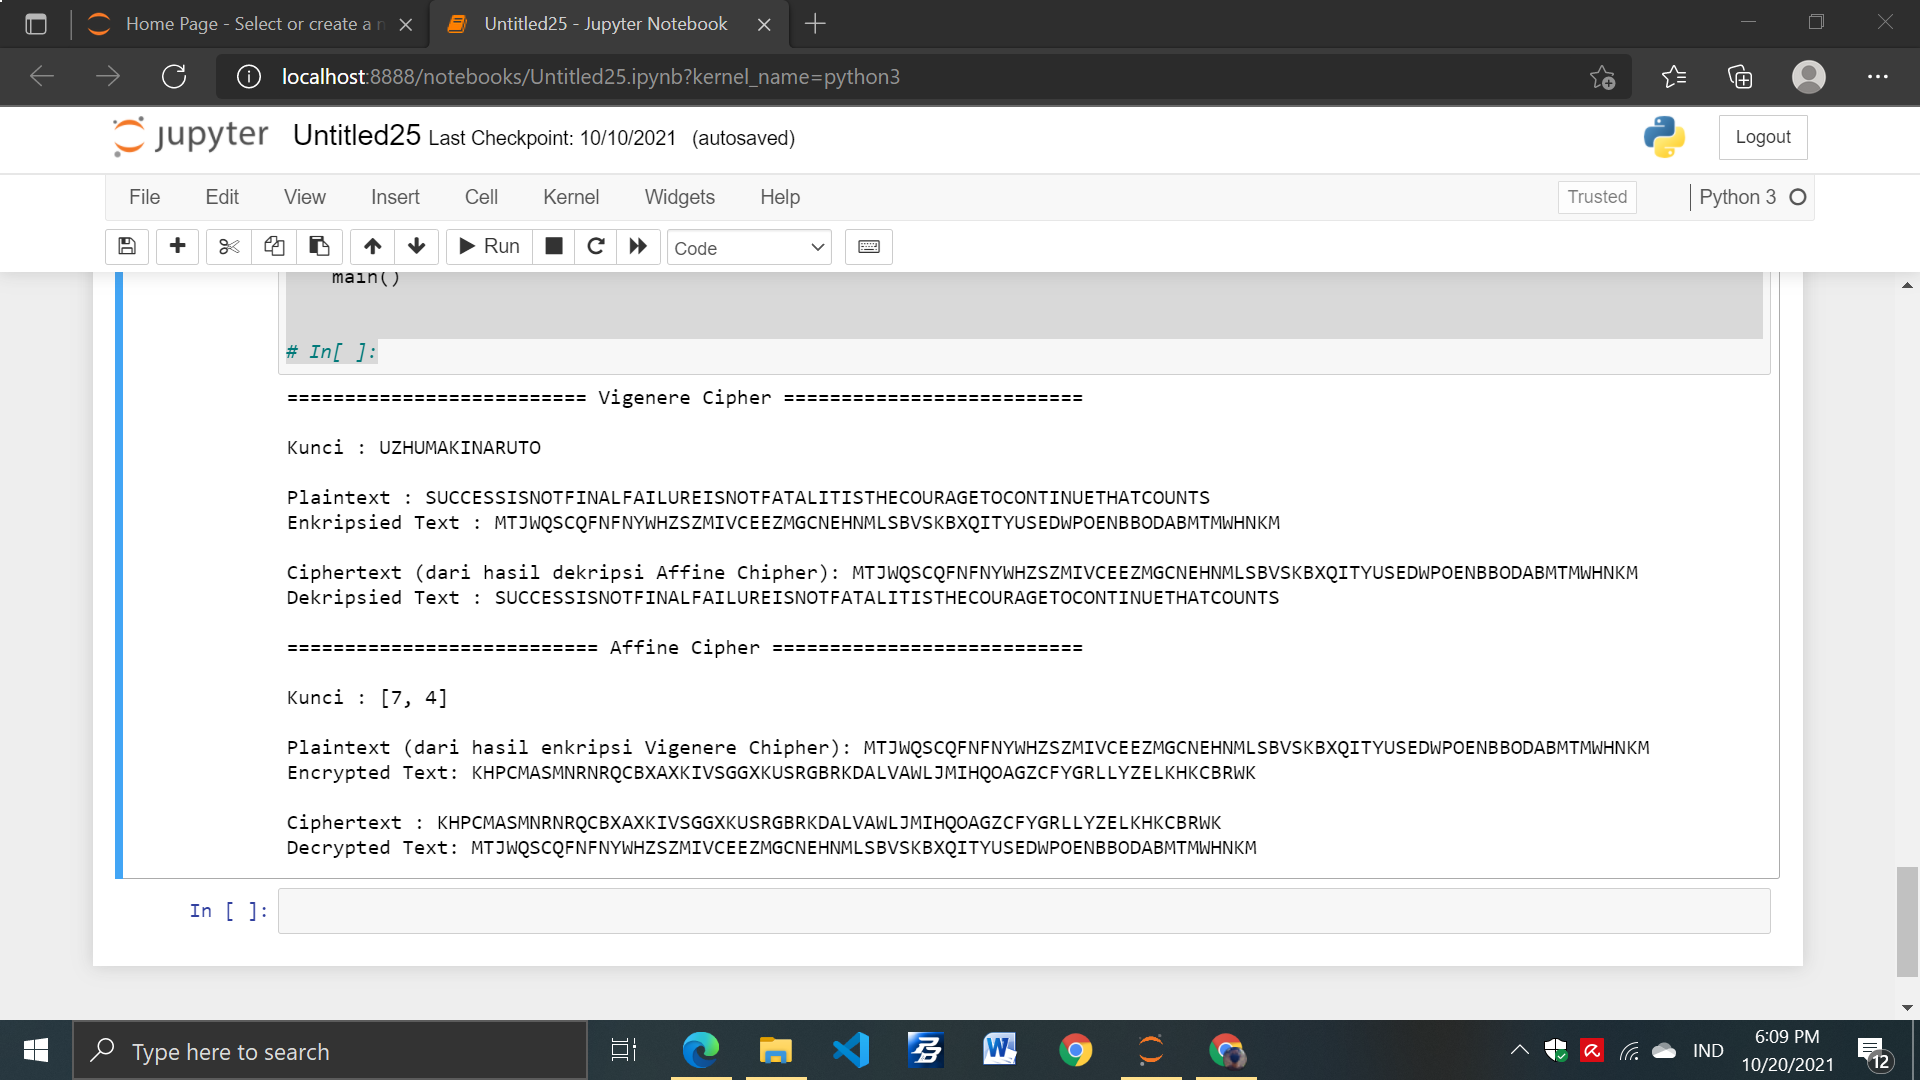 Home Page - Select or create a n
Untitled25 - Jupyter Notebook
localhost:8888/notebooks/Untitled25.ipynb?kernel_name=python3
jupyter Untitled25 Last Checkpoint: 10/10/2021 (autosaved)
Logout
File Edit View Insert Cell Kernel Widgets Help
Trusted
Python 3
Run
Code
main()
# In[ ]:
========================== Vigenere Cipher ==========================
Kunci : UZHUMAKINARUTO
Plaintext : SUCCESSISNOTFINALFAILUREISNOTFATALITISTHECOURAGETOCONTINUETHATCOUNTS
Enkripsied Text : MTJWQSCQFNFNYWHZSZMIVCEEZMGCNEHNMLSBVSKBXQITYUSEDWPOENBBODABMTMWHNKM
Ciphertext (dari hasil dekripsi Affine Chipher): MTJWQSCQFNFNYWHZSZMIVCEEZMGCNEHNMLSBVSKBXQITYUSEDWPOENBBODABMTMWHNKM
Dekripsied Text : SUCCESSISNOTFINALFAILUREISNOTFATALITISTHECOURAGETOCONTINUETHATCOUNTS
=========================== Affine Cipher ===========================
Kunci : [7, 4]
Plaintext (dari hasil enkripsi Vigenere Chipher): MTJWQSCQFNFNYWHZSZMIVCEEZMGCNEHNMLSBVSKBXQITYUSEDWPOENBBODABMTMWHNKM
Encrypted Text: KHPCMASMNRNRQCBXAXKIVSGGXKUSRGBRKDALVAWLJMIHQOAGZCFYGRLLYZELKHKCBRWK
Ciphertext : KHPCMASMNRNRQCBXAXKIVSGGXKUSRGBRKDALVAWLJMIHQOAGZCFYGRLLYZELKHKCBRWK
Decrypted Text: MTJWQSCQFNFNYWHZSZMIVCEEZMGCNEHNMLSBVSKBXQITYUSEDWPOENBBODABMTMWHNKM
In [ ]:
Type here to search
IND
6:09 PM
10/20/2021
12